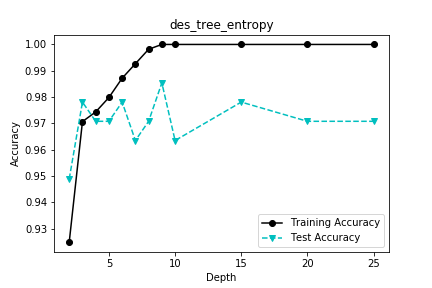 des_tree_entropy
1.00
0.99
0.98
0.97
0.96
0.95
0.94
0.93
Accuracy
5
10
15
20
25
Depth
Training Accuracy
Test Accuracy